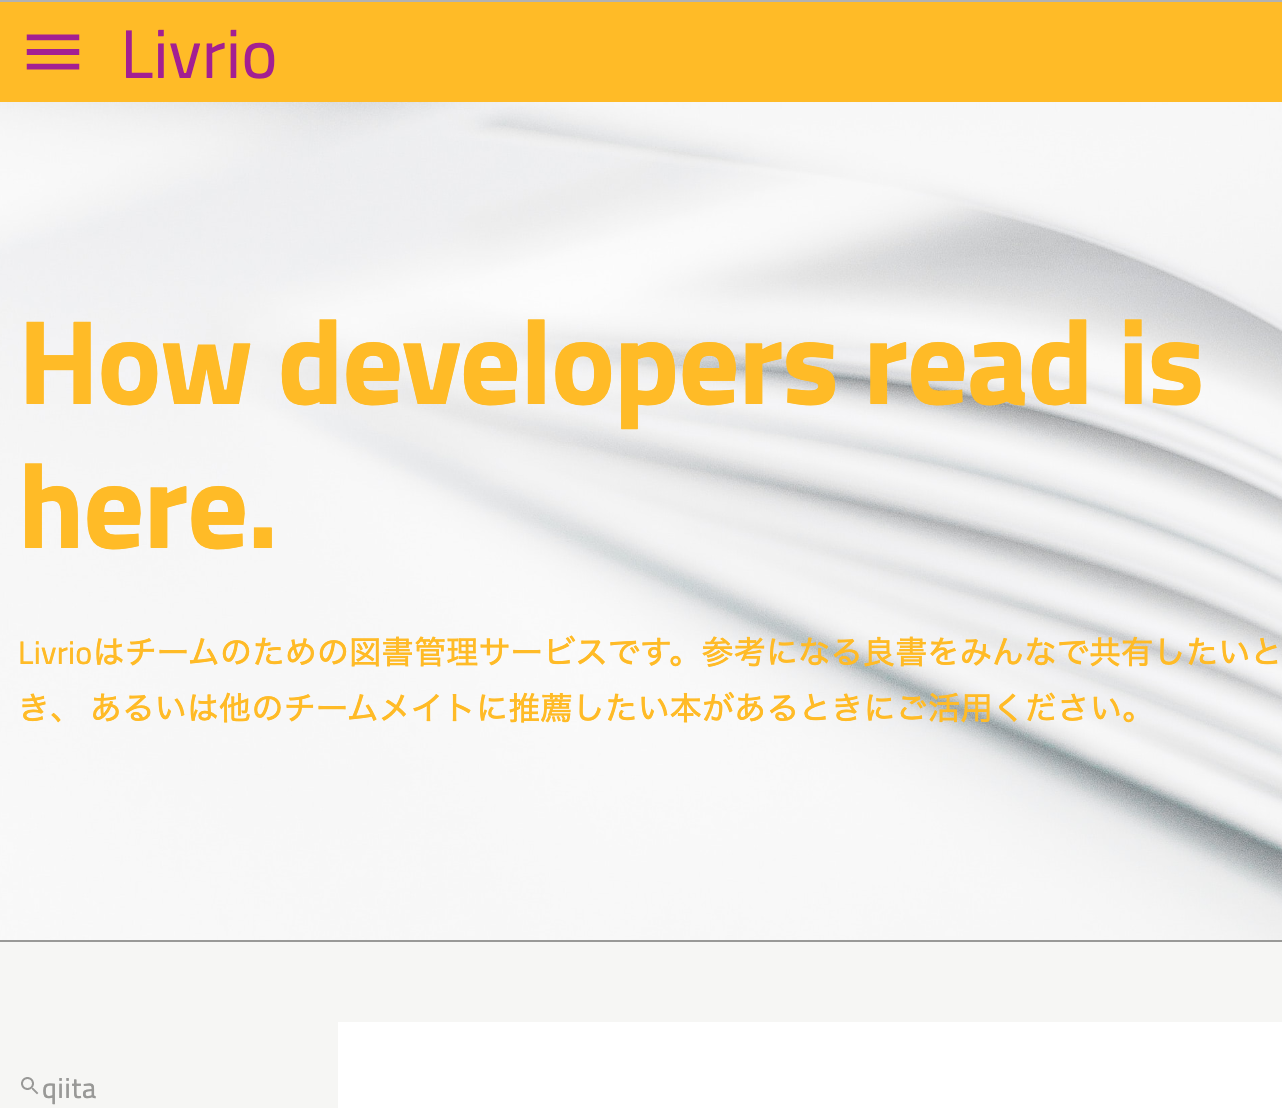 Livrio
How developers read is
here.
Livrioはチームのための図書管理サービスです。参考になる良書をみんなで共有したいと
き、 あるいは他のチームメイトに推薦したい本があるときにご活用ください。
qiita